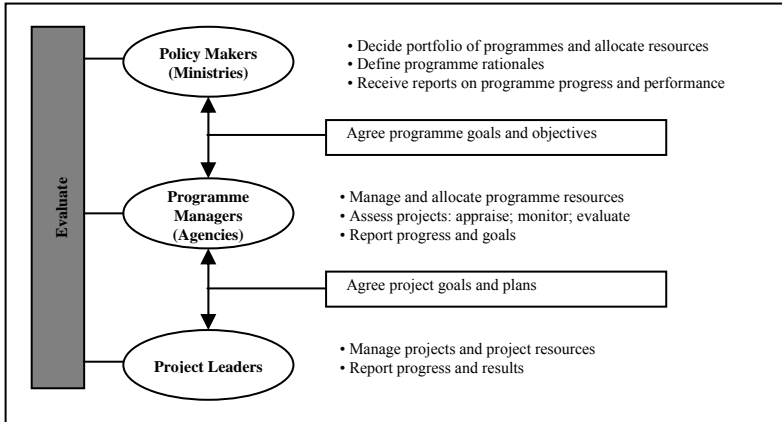 Evaluate
Policy Makers
(Ministries)
• Decide portfolio of programmes and allocate resources
• Define programme rationales
• Receive reports on programme progress and performance
Agree programme goals and objectives
Programme
Managers
(Agencies)
• Manage and allocate programme resources
• Assess projects: appraise; monitor; evaluate
• Report progress and goals
Agree project goals and plans
Project Leaders
• Manage projects and project resources
• Report progress and results